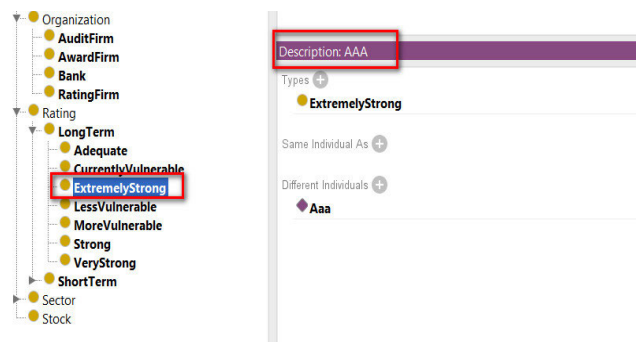 Organization
AuditFirm
AwardFirm
Bank
RatingFirm
Rating
LongTerm
Adequate
CurrentlyVulnerable
ExtremelyStrong
LessVulnerable
MoreVulnerable
Strong
VeryStrong
ShortTerm
Sector
Stock
Description: AAA
Types
ExtremelyStrong
Same Individual As
Different Individuals
Aaa